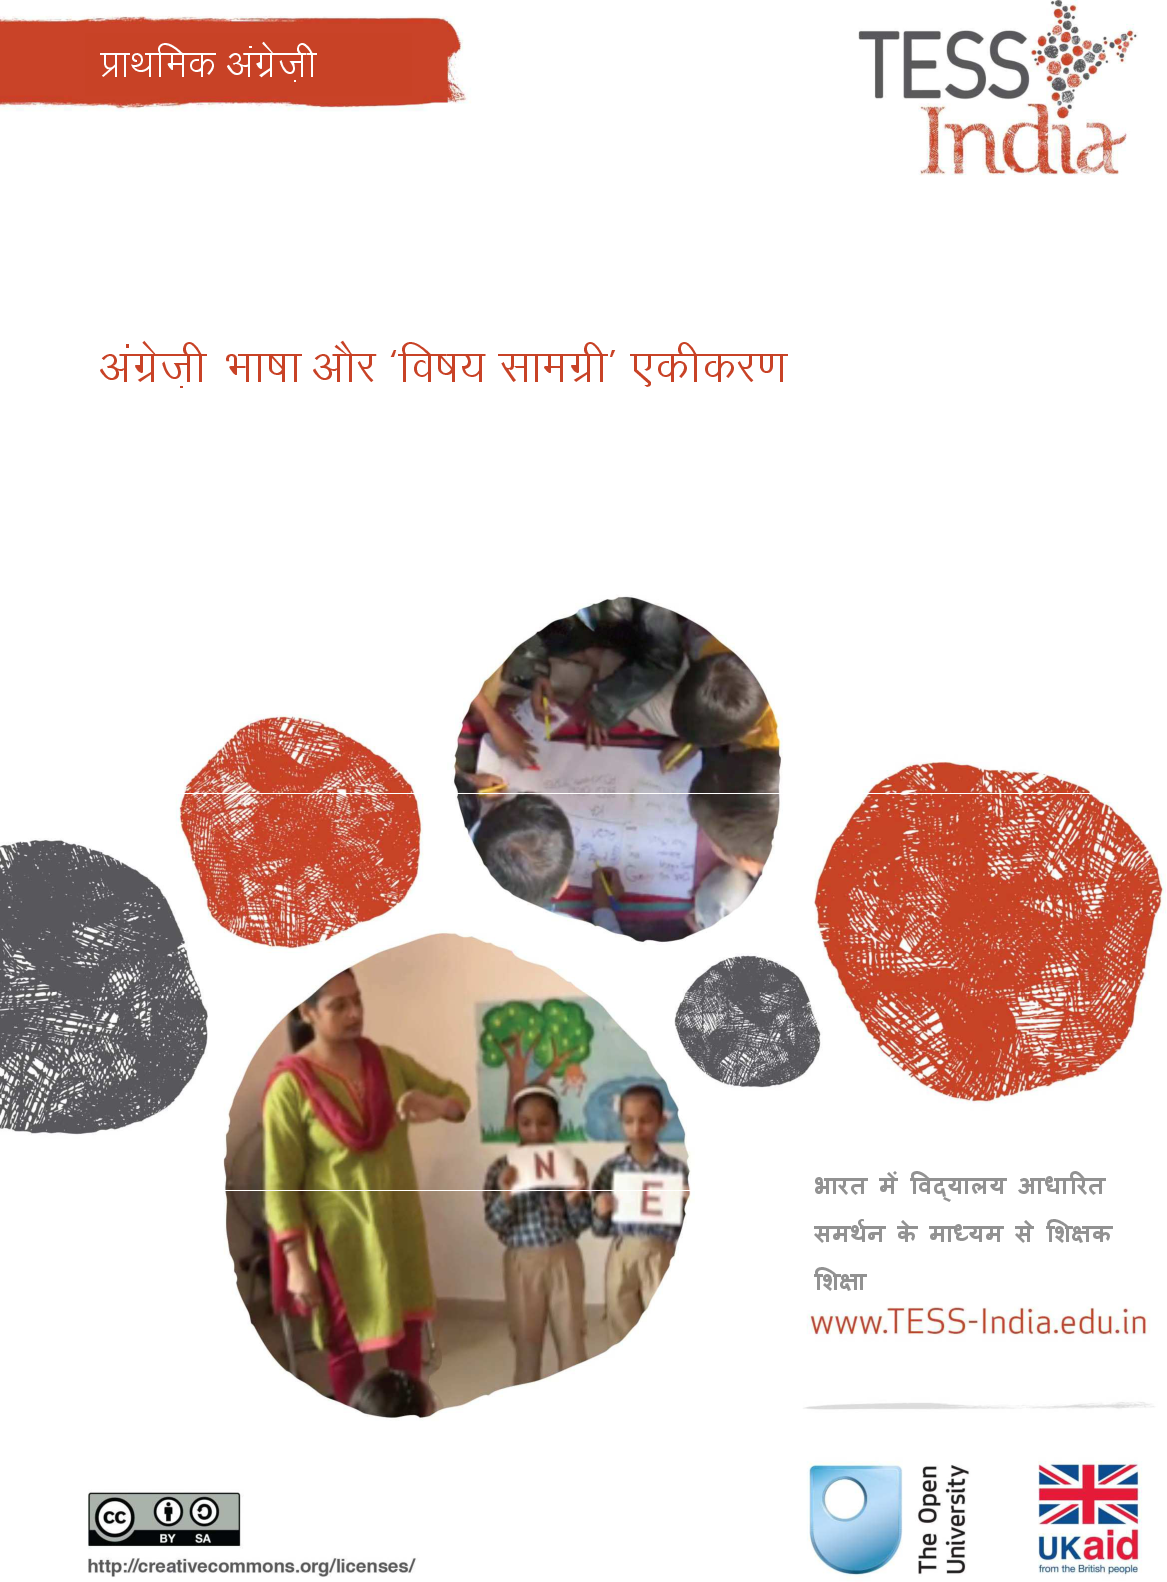 प्राथमिक अंग्रेज़ी
TESS
India
अंग्रेज़ी भाषा और ‘विषय सामग्री’ एकीकरण
N
E
भारत में विद्यालय आधारित
समर्थन के माध्यम से शिक्षक
शिक्षा
www.TESS-India.edu.in
The Open
University
UKaid
from the British people
cc
BY SA
http://creativecommons.org/licenses/